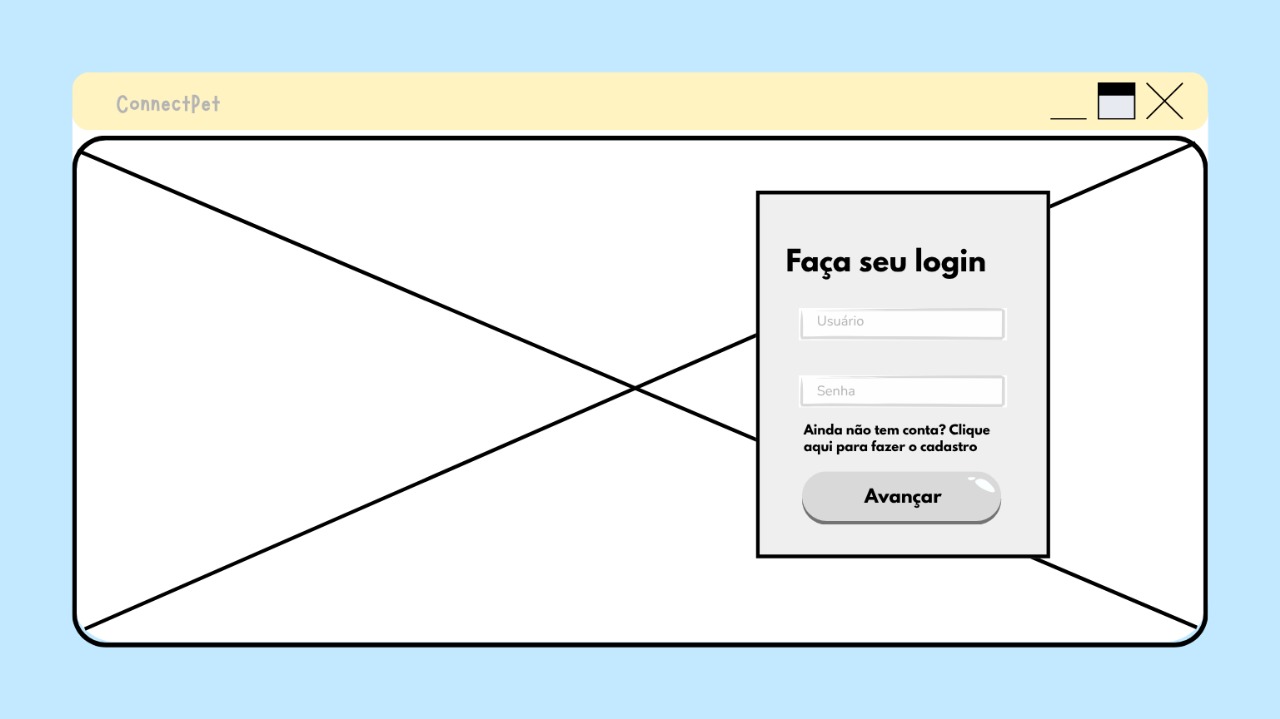 ConnectPet
Faça seu login
Usuário
Senha
Ainda não tem conta? Clique
aqui para fazer o cadastro
Avançar